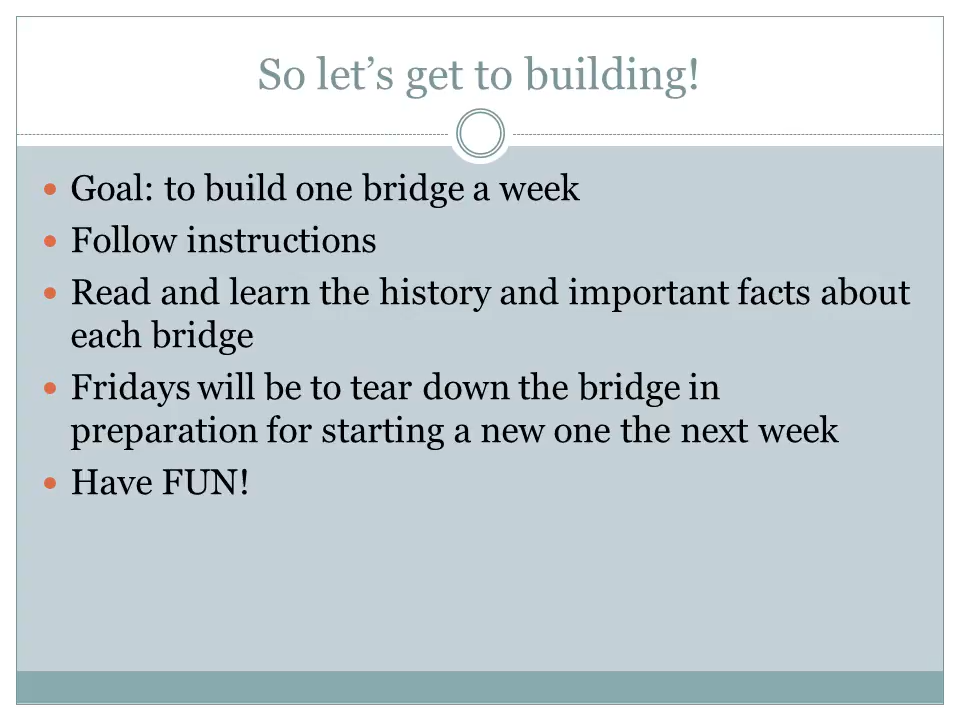 So let’s get to building!
Goal: to build one bridge a week
Follow instructions
Read and learn the history and important facts about
each bridge
Fridays will be to tear down the bridge in
preparation for starting a new one the next week
Have FUN!